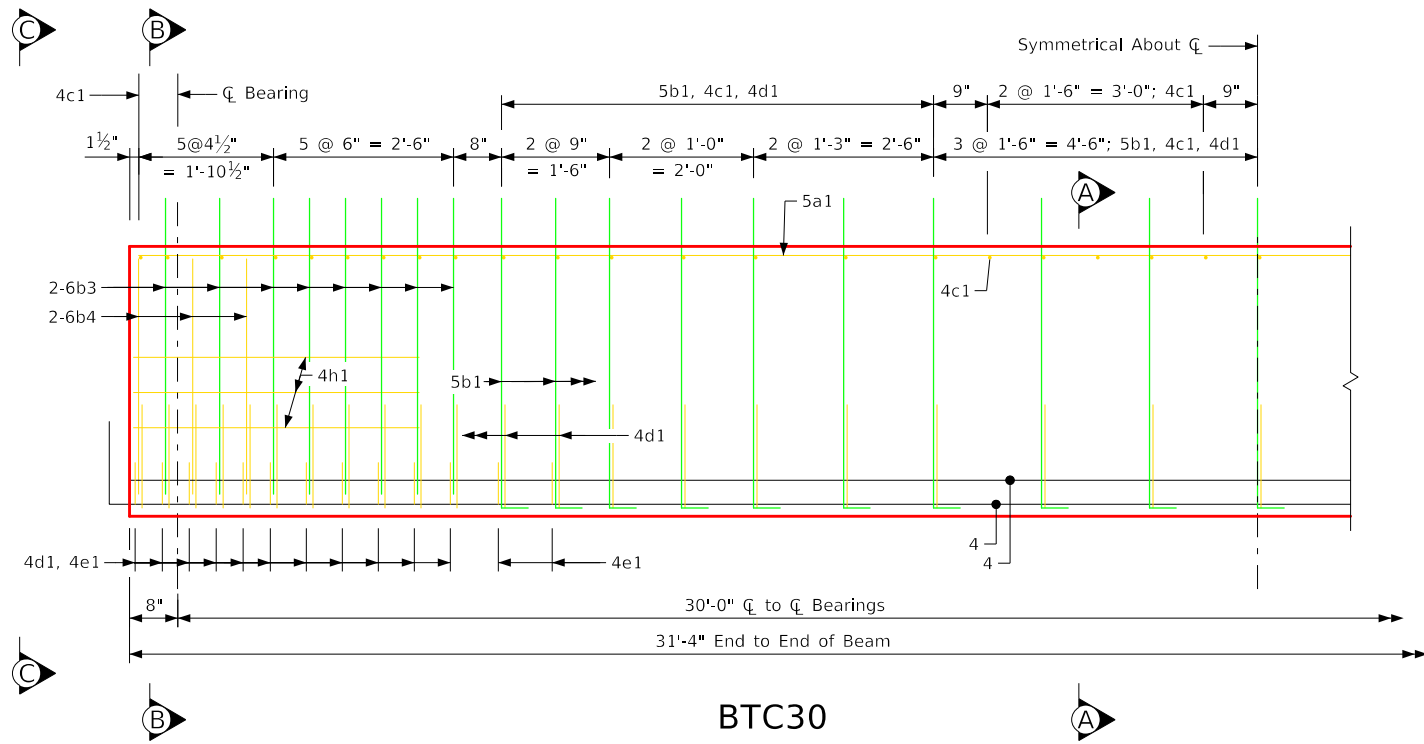 C
B
Symmetrical About ℄
4c1
℄ Bearing
5b1, 4c1, 4d1
9"
2 @ 1'-6" = 3'-0"; 4c1
9"
1½"
5@4½"
= 1'-10½"
5 @ 6" = 2'-6"
8"
2 @ 9"
= 1'-6"
2 @ 1'-0"
= 2'-0"
2 @ 1'-3" = 2'-6"
3 @ 1'-6" = 4'-6"; 5b1, 4c1, 4d1
A
5a1
2-6b3
4c1
2-6b4
4h1
5b1
4d1
4
4
4d1, 4e1
4e1
8"
30'-0" ℄ to ℄ Bearings
31'-4" End to End of Beam
C
B
BTC30
A